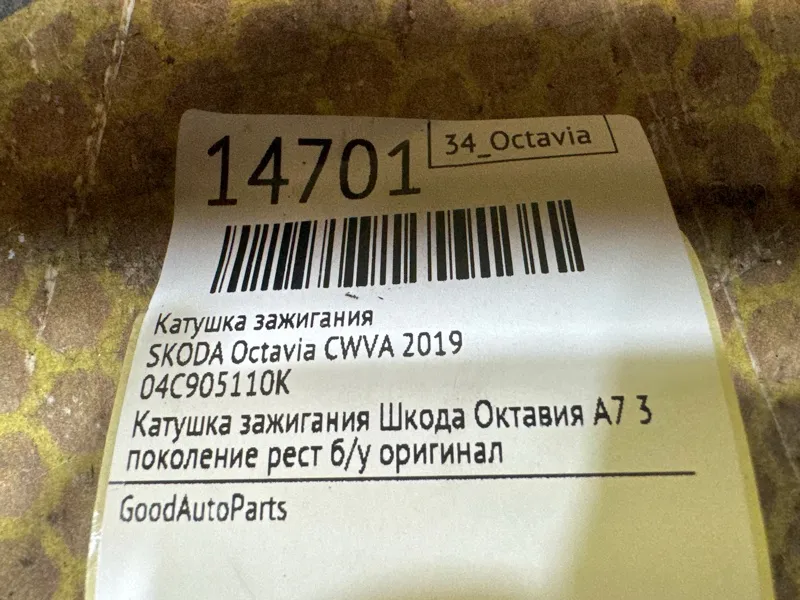 14701
34_Octavia
Катушка зажигания
SKODA Octavia CWVA 2019
04C905110K
Катушка зажигания Шкода Октавия А7 3
поколение рест б/у оригинал
GoodAutoParts